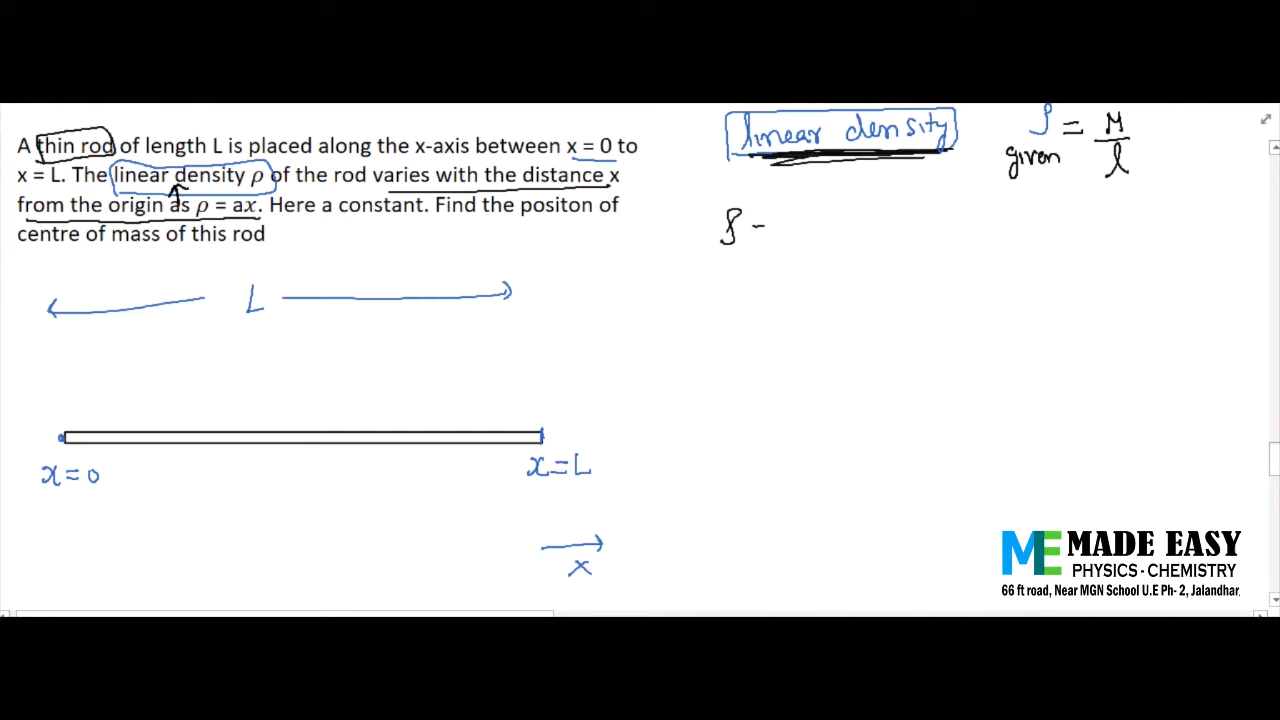 A thin rod of length L is placed along the x-axis between x = 0 to
x = L. The linear density ρ of the rod varies with the distance x
from the origin as ρ = ax. Here a constant. Find the positon of
centre of mass of this rod
L
x = 0
x = L
x
linear density
ρ = M/l
given
ρ -
ME MADE EASY
PHYSICS - CHEMISTRY
66 ft road, Near MGN School U.E Ph- 2, Jalandhar